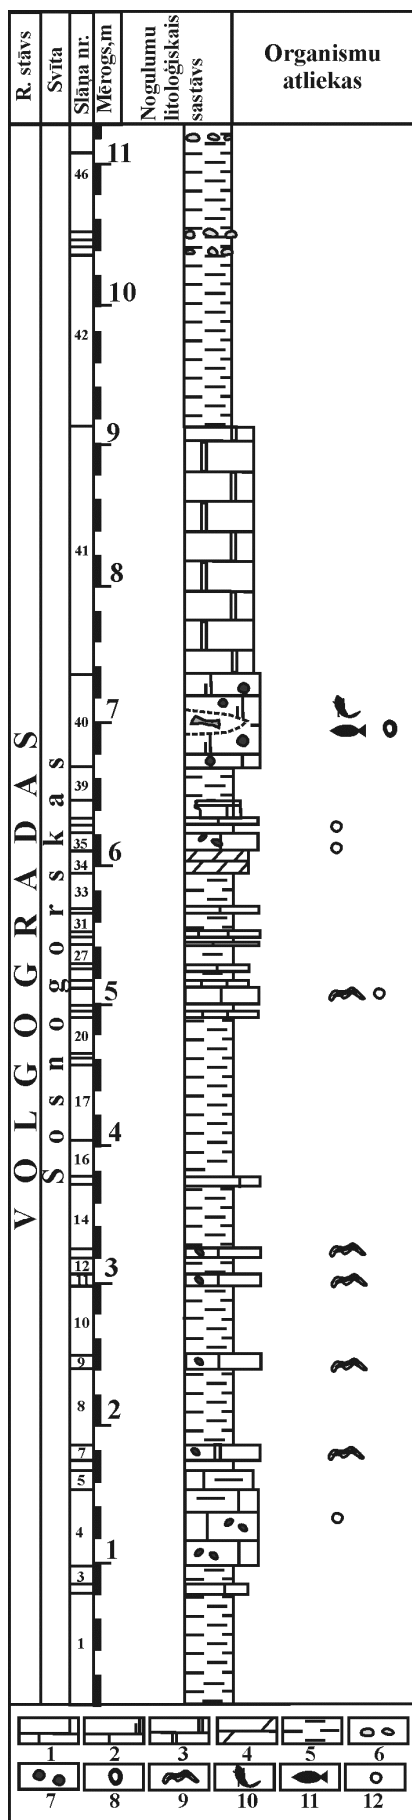 R. stāvs
Svīta
Slāņa nr.
Mērogs,m
Nogulumu
litoloģiskais
sastāvs
Organismu
atliekas
VOLGOGRADAS
Sosnogorskas
46
42
41
40
39
35
34
33
31
27
20
17
16
14
12
11
10
9
8
7
5
4
3
1
11
10
9
8
7
6
5
4
3
2
1
1 2 3 4 5 6
7 8 9 10 11 12